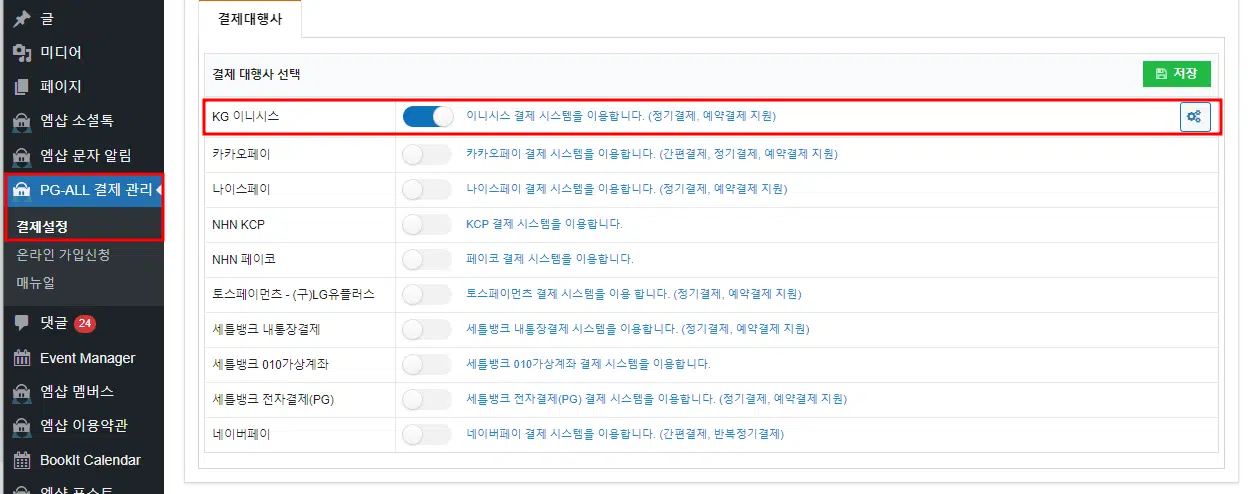 글
미디어
페이지
엠샵 소셜톡
엠샵 문자 알림
PG-ALL 결제 관리
결제설정
온라인 가입신청
매뉴얼
댓글 24
Event Manager
엠샵 멤버스
엠샵 이용약관
BookIt Calendar
엠샵 포스트
결제대행사
결제 대행사 선택 저장
KG 이니시스 이니시스 결제 시스템을 이용합니다. (정기결제, 예약결제 지원)
카카오페이 카카오페이 결제 시스템을 이용합니다. (간편결제, 정기결제, 예약결제 지원)
나이스페이 나이스페이 결제 시스템을 이용합니다. (정기결제, 예약결제 지원)
NHN KCP KCP 결제 시스템을 이용합니다.
NHN 페이코 페이코 결제 시스템을 이용합니다.
토스페이먼츠 - (구)LG유플러스 토스페이먼츠 결제 시스템을 이용 합니다. (정기결제, 예약결제 지원)
세틀뱅크 내통장결제 세틀뱅크 내통장결제 시스템을 이용합니다. (정기결제, 예약결제 지원)
세틀뱅크 010가상계좌 세틀뱅크 010가상계좌 결제 시스템을 이용합니다.
세틀뱅크 전자결제(PG) 세틀뱅크 전자결제(PG) 결제 시스템을 이용합니다. (정기결제, 예약결제 지원)
네이버페이 네이버페이 결제 시스템을 이용합니다. (간편결제, 반복정기결제)